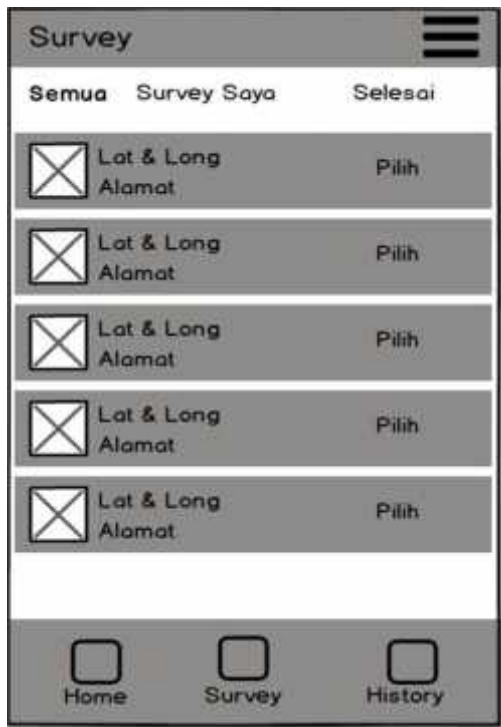 Survey
Semua Survey Saya Selesai
Lat & Long
Alamat
Pilih
Lat & Long
Alamat
Pilih
Lat & Long
Alamat
Pilih
Lat & Long
Alamat
Pilih
Lat & Long
Alamat
Pilih
Home Survey History